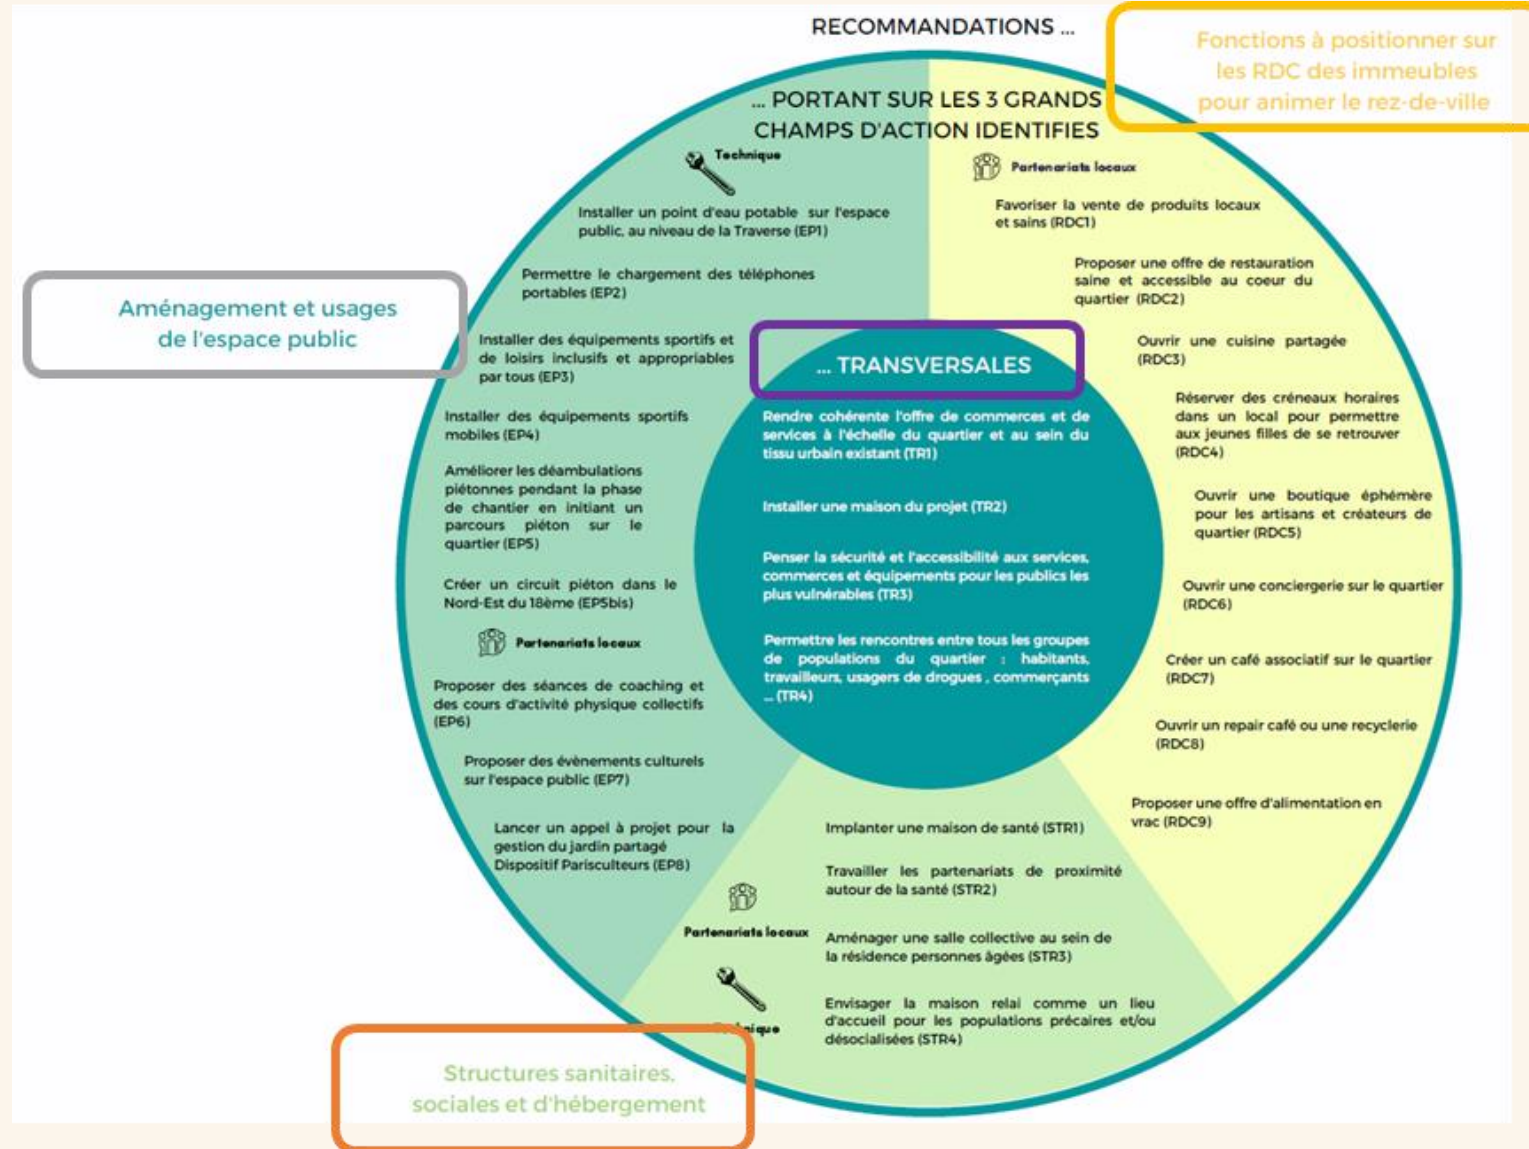 RECOMMANDATIONS ...
Fonctions à positionner sur
les RDC des immeubles
pour animer le rez-de-ville
... PORTANT SUR LES 3 GRANDS
CHAMPS D'ACTION IDENTIFIES
Aménagement et usages
de l'espace public
Technique
Installer un point d'eau potable sur l'espace
public, au niveau de la Traverse (EP1)
Permettre le chargement des téléphones
portables (EP2)
Installer des équipements sportifs et
de loisirs inclusifs et appropriables
par tous (EP3)
Installer des équipements sportifs
mobiles (EP4)
Améliorer les déambulations
piétonnes pendant la phase
de chantier en initiant un
parcours piéton sur le
quartier (EP5)
Créer un circuit piéton dans le
Nord-Est du 18ème (EP5bis)
Partenariats locaux
Proposer des séances de coaching et
des cours d'activité physique collectifs
(EP6)
Proposer des évènements culturels
sur l'espace public (EP7)
Lancer un appel à projet pour la
gestion du jardin partagé
Dispositif Parisculteurs (EP8)
... TRANSVERSALES
Rendre cohérente l'offre de commerces et de
services à l'échelle du quartier et au sein du
tissu urbain existant (TR1)
Installer une maison du projet (TR2)
Penser la sécurité et l'accessibilité aux services,
commerces et équipements pour les publics les
plus vulnérables (TR3)
Permettre les rencontres entre tous les groupes
de populations du quartier : habitants,
travailleurs, usagers de drogues , commerçants
... (TR4)
Partenariats locaux
Favoriser la vente de produits locaux
et sains (RDC1)
Proposer une offre de restauration
saine et accessible au coeur du
quartier (RDC2)
Ouvrir une cuisine partagée
(RDC3)
Réserver des créneaux horaires
dans un local pour permettre
aux jeunes filles de se retrouver
(RDC4)
Ouvrir une boutique éphémère
pour les artisans et créateurs de
quartier (RDC5)
Ouvrir une conciergerie sur le quartier
(RDC6)
Créer un café associatif sur le quartier
(RDC7)
Ouvrir un repair café ou une recyclerie
(RDC8)
Proposer une offre d'alimentation en
vrac (RDC9)
Partenariats locaux
Technique
Implanter une maison de santé (STR1)
Travailler les partenariats de proximité
autour de la santé (STR2)
Aménager une salle collective au sein de
la résidence personnes âgées (STR3)
Envisager la maison relai comme un lieu
d'accueil pour les populations précaires et/ou
désocialisées (STR4)
Structures sanitaires,
sociales et d'hébergement